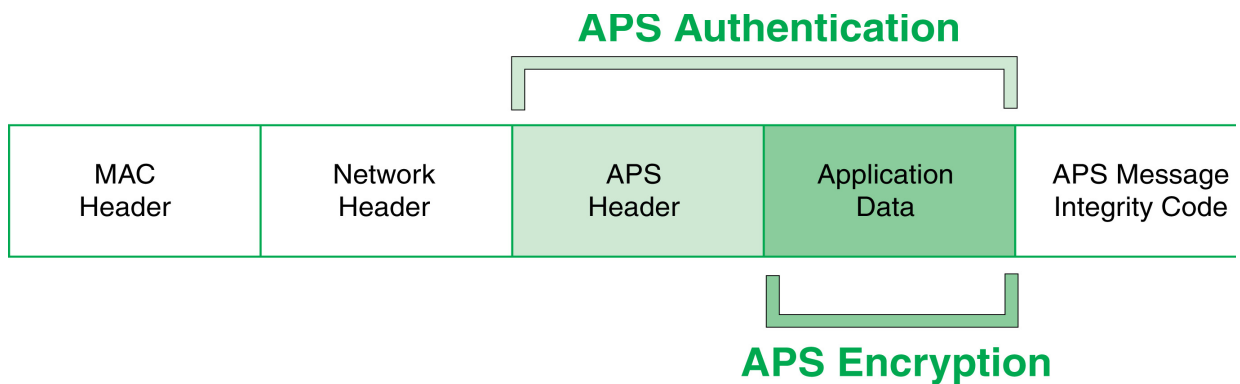 APS Authentication
MAC
Header
Network
Header
APS
Header
Application
Data
APS Message
Integrity Code
APS Encryption